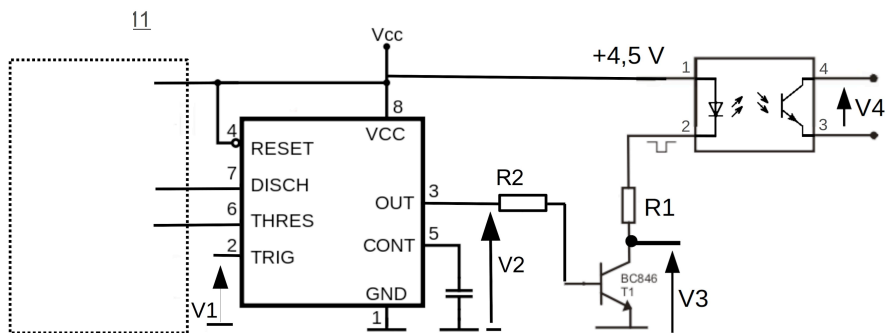 11
Vcc
+4,5 V
1
4
8
4
VCC
V4
RESET
2
3
7
DISCH
R2
6
3
OUT
THRES
R1
5
2
CONT
TRIG
V2
BC846
T1
V3
GND
V1
1